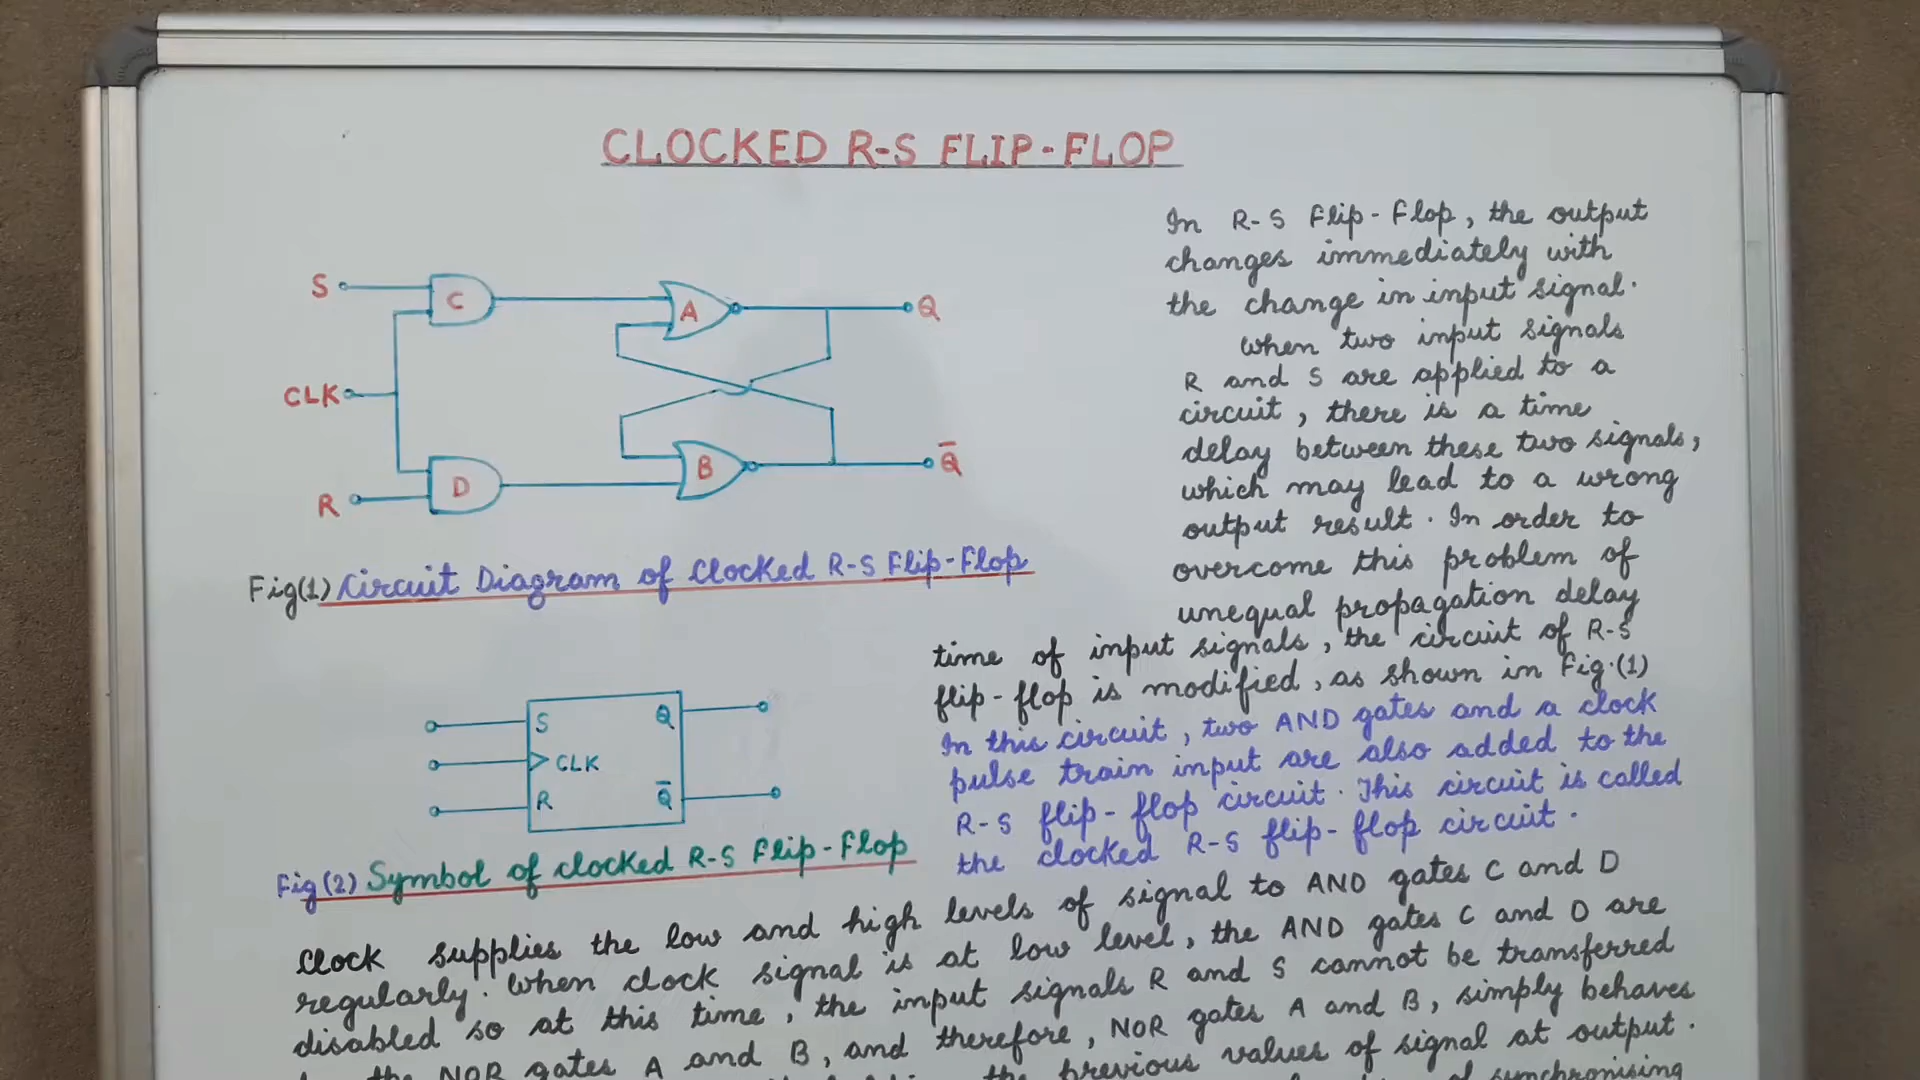 CLOCKED R-S FLIP-FLOP
S
C
A
Q
CLK
R
D
B
Q̅
Fig(1) Circuit Diagram of Clocked R-S Flip-Flop
S
Q
CLK
R
Q̅
Fig(2) Symbol of clocked R-S Flip-Flop
In R-S Flip-Flop, the output
changes immediately with
the change in input signal.
when two input signals
R and S are applied to a
circuit, there is a time
delay between these two signals,
which may lead to a wrong
output result. In order to
overcome this problem of
unequal propagation delay
time of input signals, the circuit of R-S
flip-flop is modified, as shown in Fig.(1)
In this circuit, two AND gates and a clock
pulse train input are also added to the
R-S flip-flop circuit. This circuit is called
the clocked R-S flip-flop circuit.
Clock supplies the low and high levels of signal to AND gates C and D
regularly. When clock signal is at low level, the AND gates C and D are
disabled so at this time, the input signals R and S cannot be transferred
the NOR gates A and B, and therefore, NOR gates A and B, simply behaves
the previous values of signal at output.
synchronising